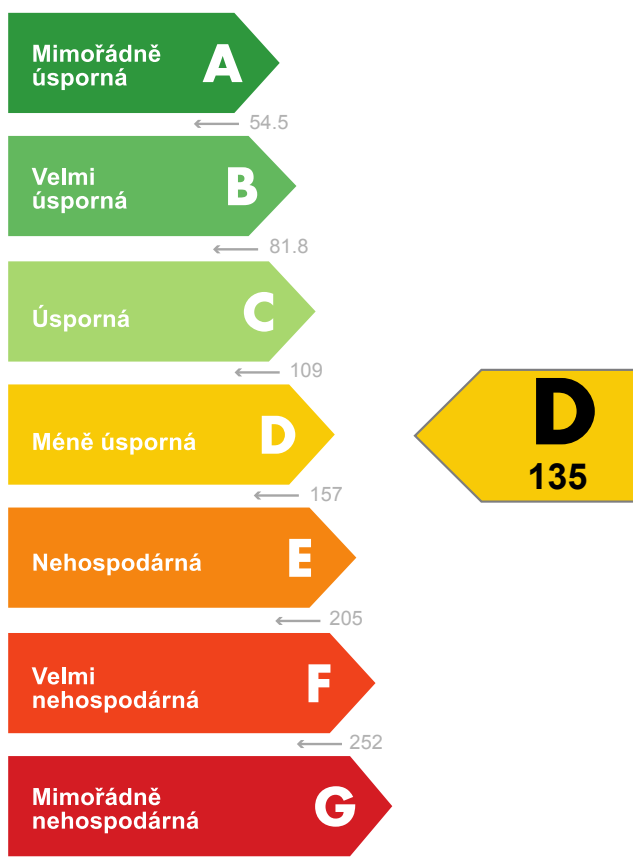 Mimořádně
úsporná
A
← 54.5
Velmi
úsporná
B
← 81.8
Úsporná
C
← 109
Méně úsporná
D
D
135
← 157
Nehospodárná
E
← 205
Velmi
nehospodárná
F
← 252
Mimořádně
nehospodárná
G